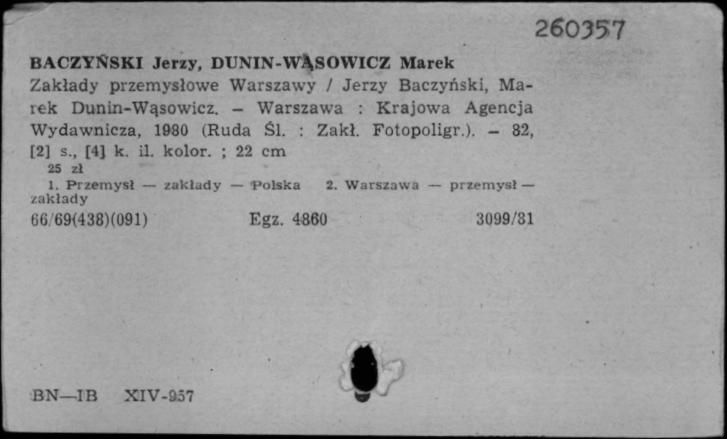 260357
BACZYŃSKI Jerzy, DUNIN-WĄSOWICZ Marek
Zakłady przemysłowe Warszawy / Jerzy Baczyński, Ma-
rek Dunin-Wąsowicz. — Warszawa : Krajowa Agencja
Wydawnicza, 1980 (Ruda Śl. : Zakł. Fotopoligr.). — 82,
[2] s., [4] k. il. kolor. ; 22 cm
25 zł
1. Przemysł — zakłady — Polska 2. Warszawa — przemysł —
zakłady
66/69(438)(091) Egz. 4860 3099/81
BN—IB XIV-957